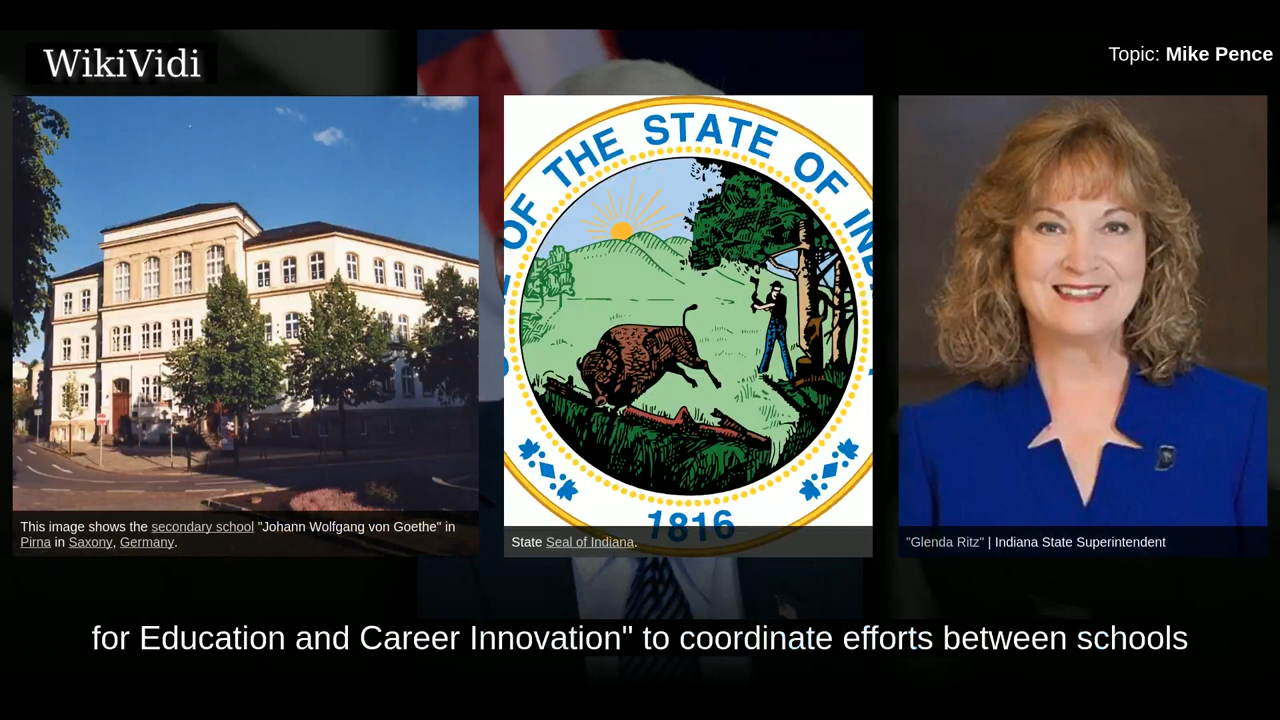 WikiVidi
Topic: Mike Pence
OF THE STATE OF IND
1816
This image shows the secondary school "Johann Wolfgang von Goethe" in
Pirna in Saxony, Germany.
State Seal of Indiana.
"Glenda Ritz" | Indiana State Superintendent
for Education and Career Innovation" to coordinate efforts between schools